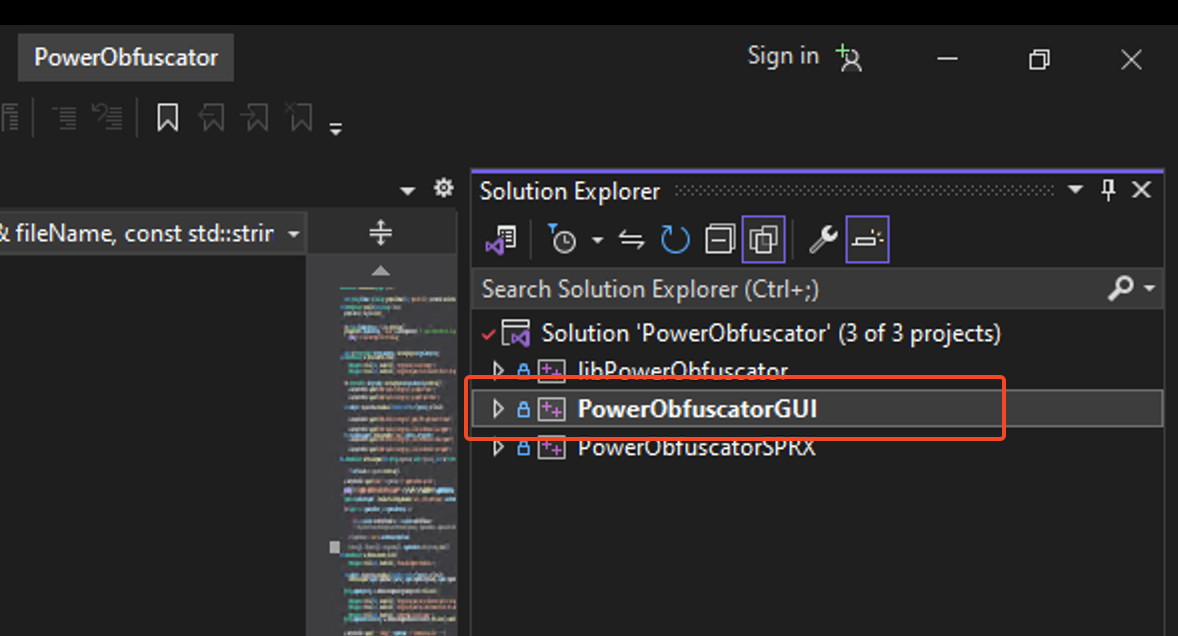 PowerObfuscator
Sign in
Solution Explorer
& fileName, const std::strir
Search Solution Explorer (Ctrl+;)
Solution 'PowerObfuscator' (3 of 3 projects)
libPowerObfuscator
PowerObfuscatorGUI
PowerObfuscatorSPRX